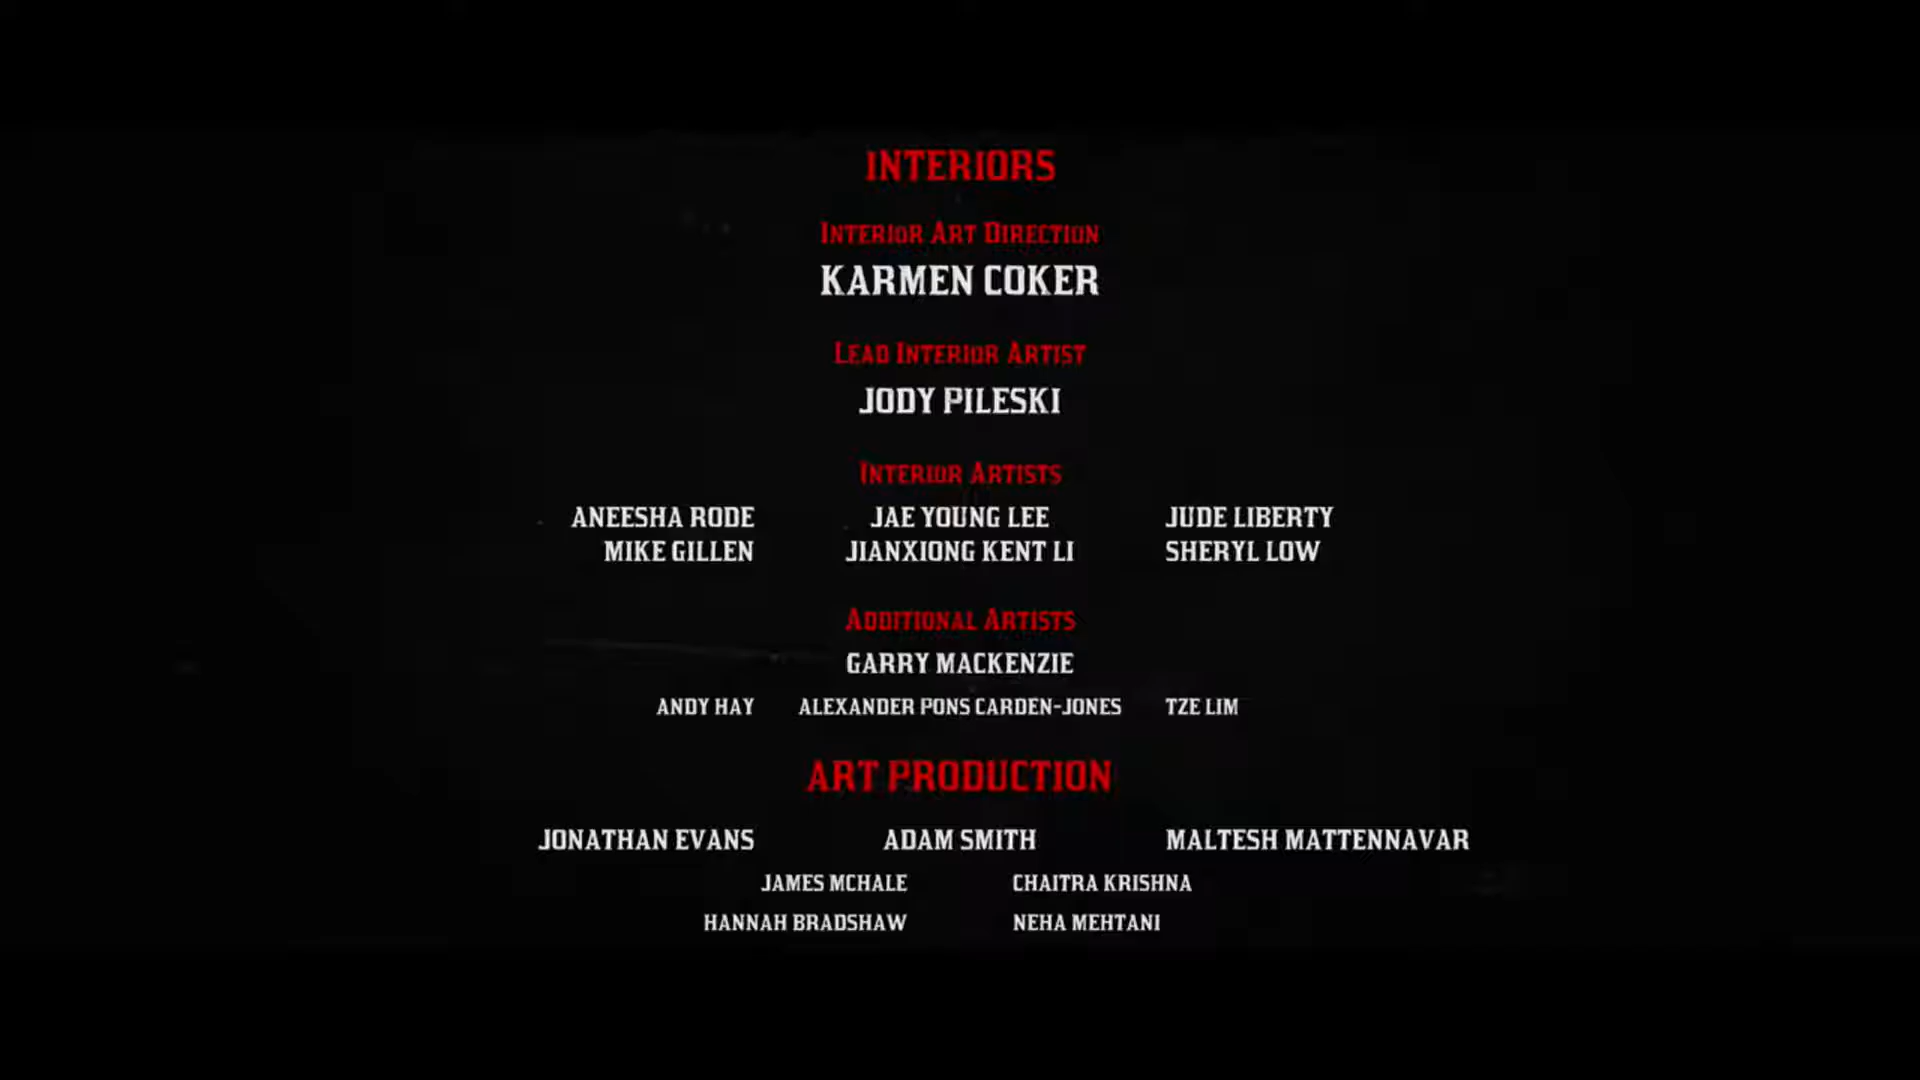 INTERIORS
INTERIOR ART DIRECTION
KARMEN COKER
LEAD INTERIOR ARTIST
JODY PILESKI
INTERIOR ARTISTS
ANEESHA RODE JAE YOUNG LEE JUDE LIBERTY
MIKE GILLEN JIANXIONG KENT LI SHERYL LOW
ADDITIONAL ARTISTS
GARRY MACKENZIE
ANDY HAY ALEXANDER PONS CARDEN-JONES TZE LIM
ART PRODUCTION
JONATHAN EVANS ADAM SMITH MALTESH MATTENNAVAR
JAMES MCHALE CHAITRA KRISHNA
HANNAH BRADSHAW NEHA MEHTANI